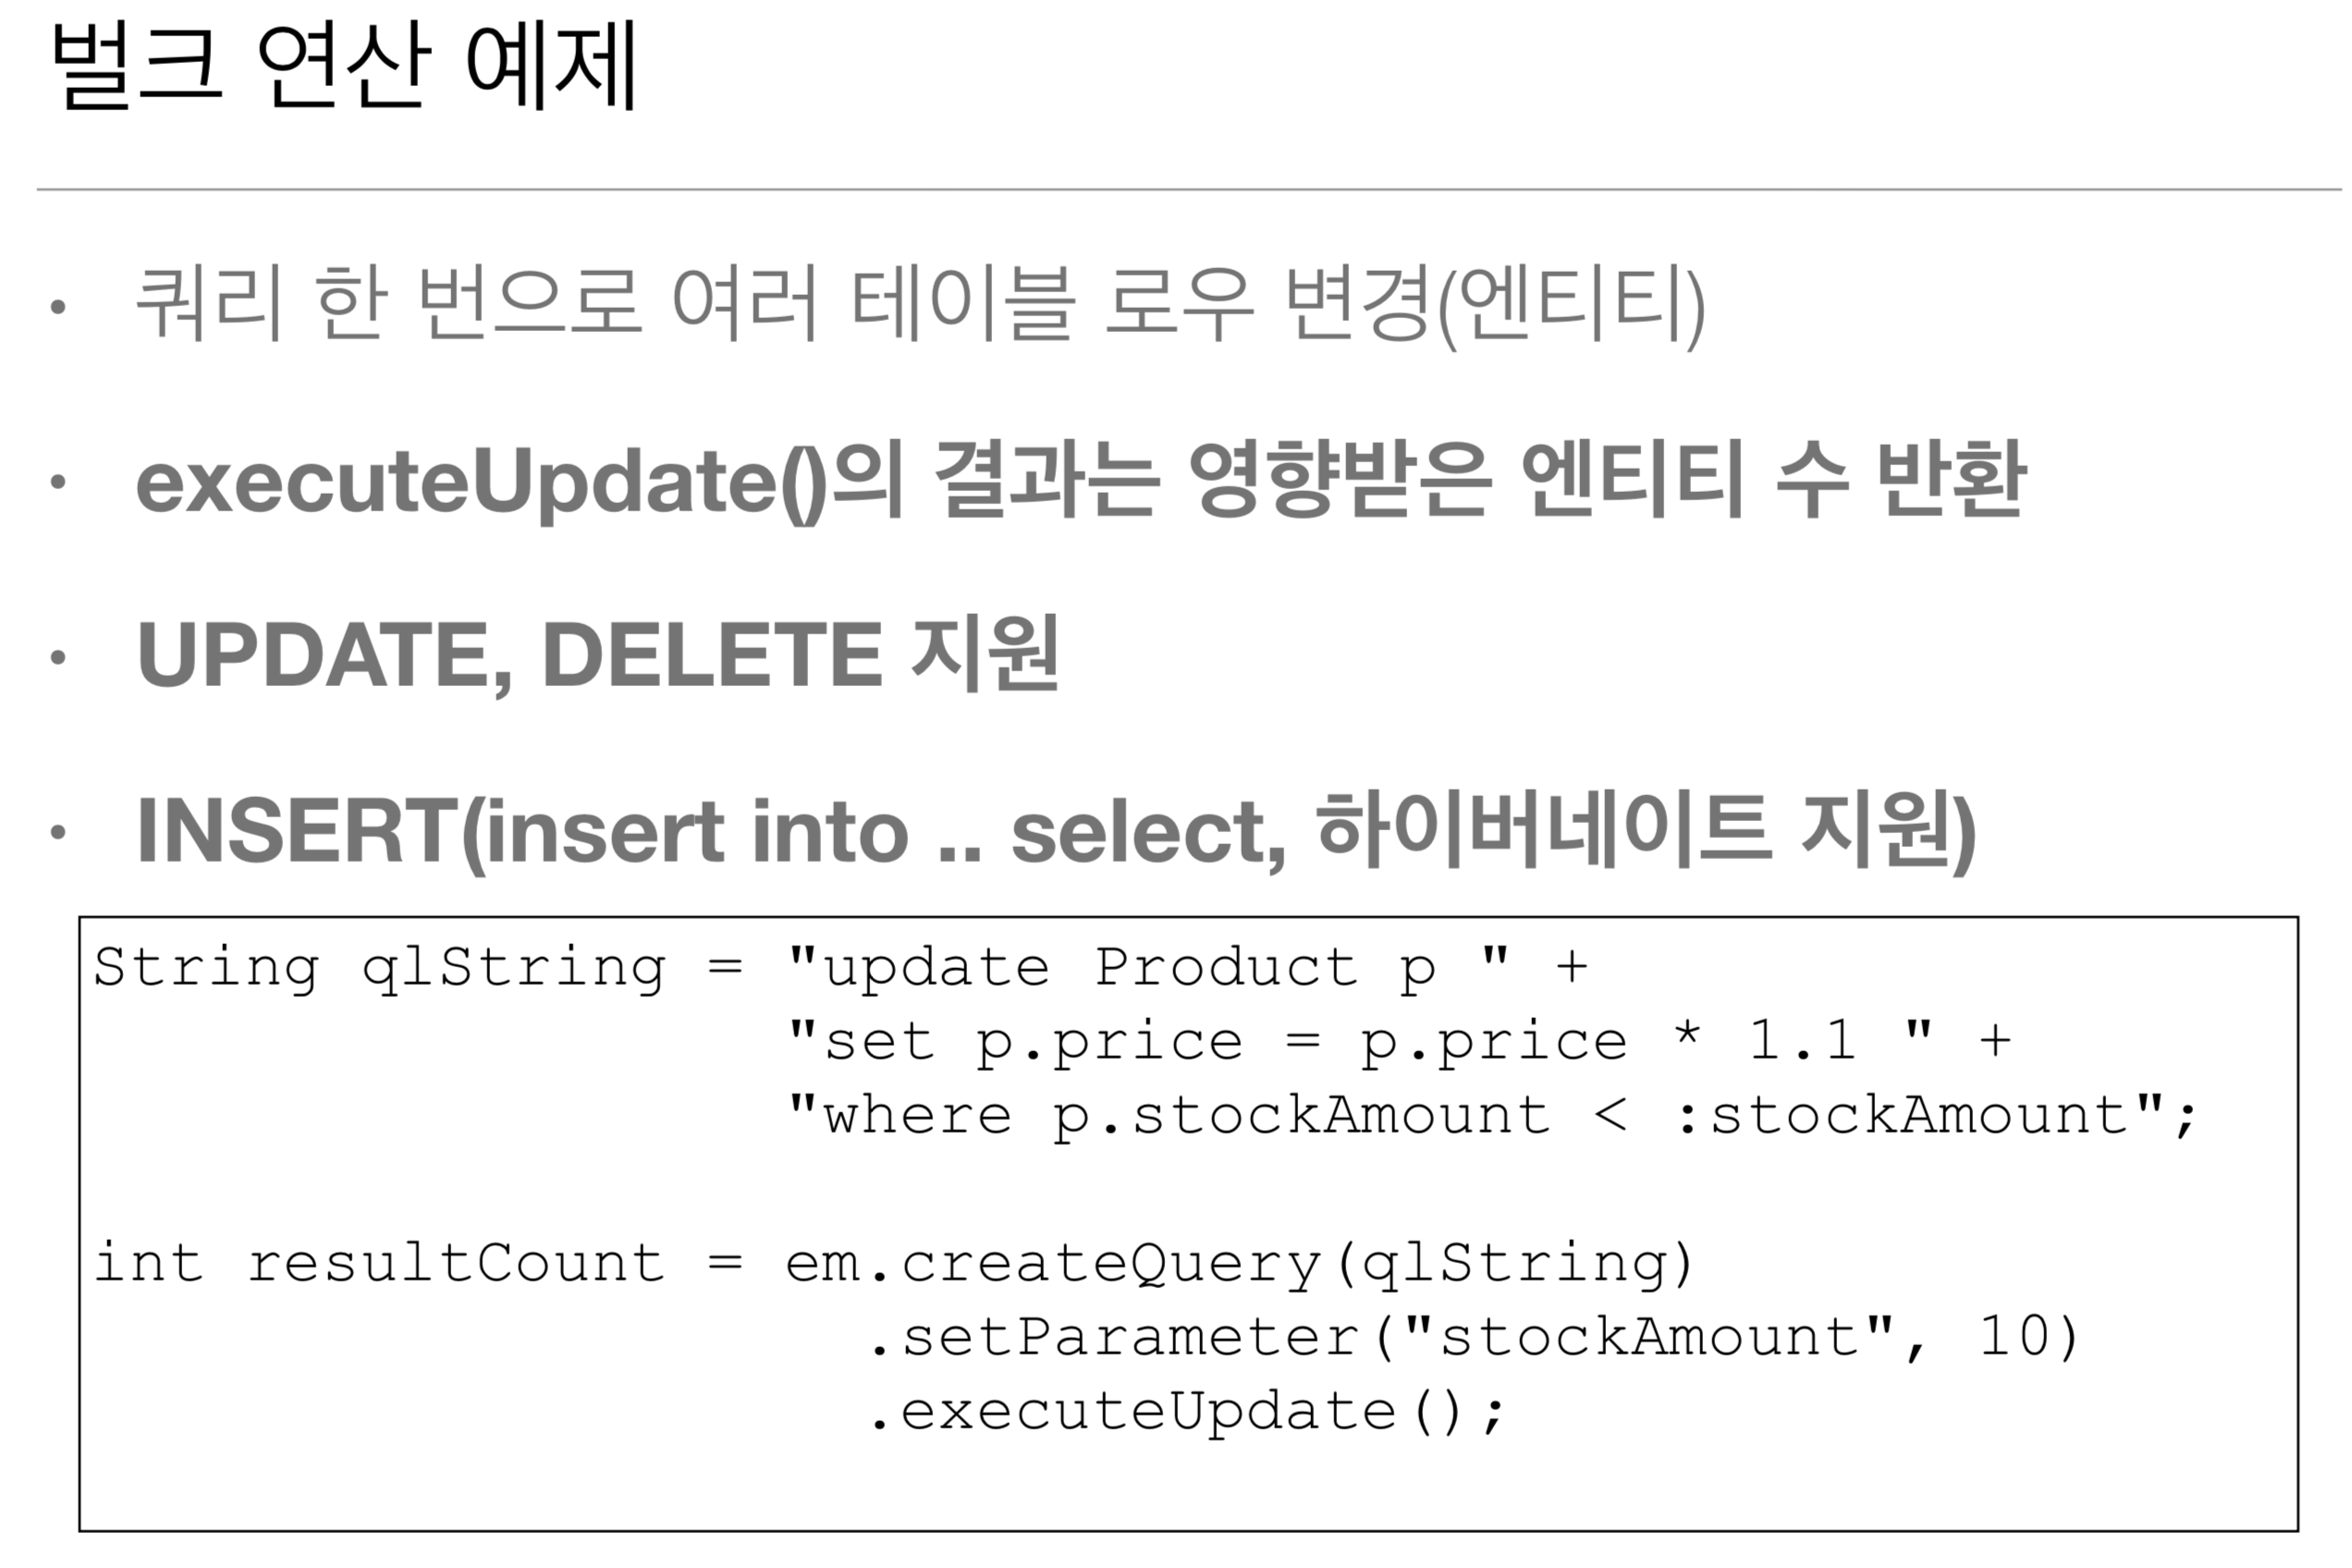 벌크 연산 예제
• 쿼리 한 번으로 여러 테이블 로우 변경(엔티티)
• executeUpdate()의 결과는 영향받은 엔티티 수 반환
• UPDATE, DELETE 지원
• INSERT(insert into .. select, 하이버네이트 지원)
String qlString = "update Product p " +
"set p.price = p.price * 1.1 " +
"where p.stockAmount < :stockAmount";
int resultCount = em.createQuery(qlString)
.setParameter("stockAmount", 10)
.executeUpdate();